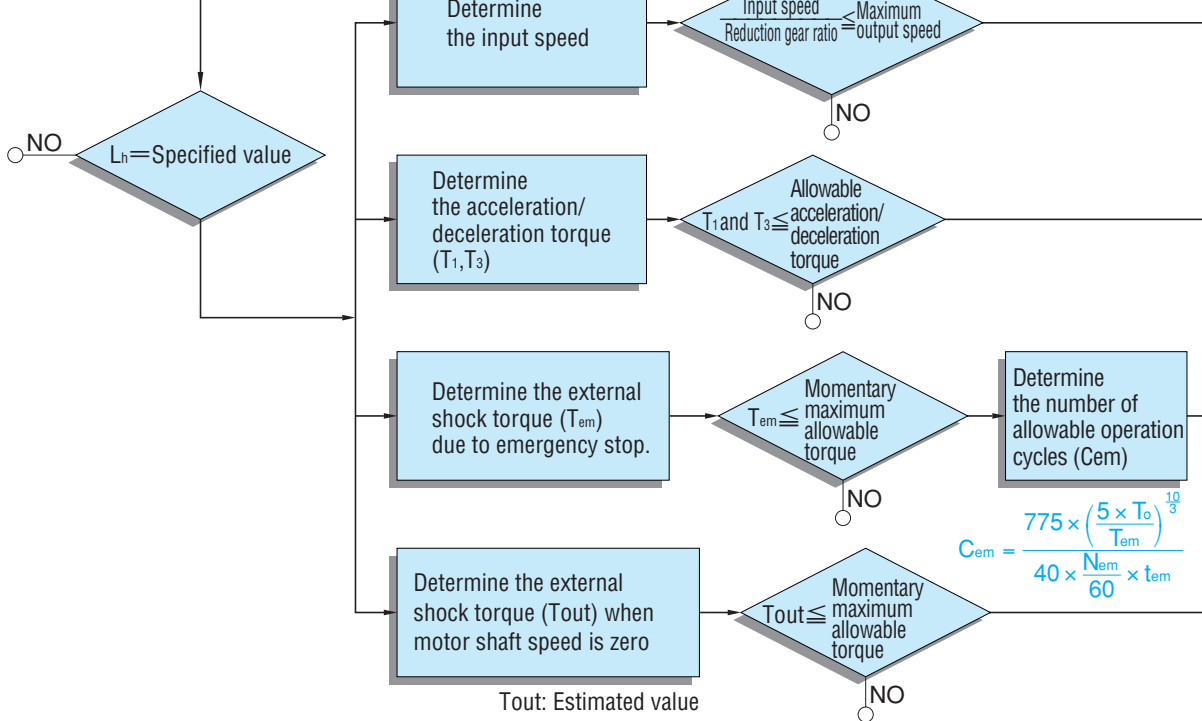 Determine
the input speed
Input speed
Reduction gear ratio
≦
Maximum
output speed
NO
NO
Lh＝Specified value
Determine
the acceleration/
deceleration torque
(T1,T3)
T1 and T3≦
Allowable
acceleration/
deceleration
torque
NO
Determine the external
shock torque (Tem)
due to emergency stop.
Tem≦
Momentary
maximum
allowable
torque
NO
Determine
the number of
allowable operation
cycles (Cem)
Cem = 775 × (5 × To / Tem)^10/3 / 40 × Nem/60 × tem
Determine the external
shock torque (Tout) when
motor shaft speed is zero
Tout≦
Momentary
maximum
allowable
torque
NO
Tout: Estimated value